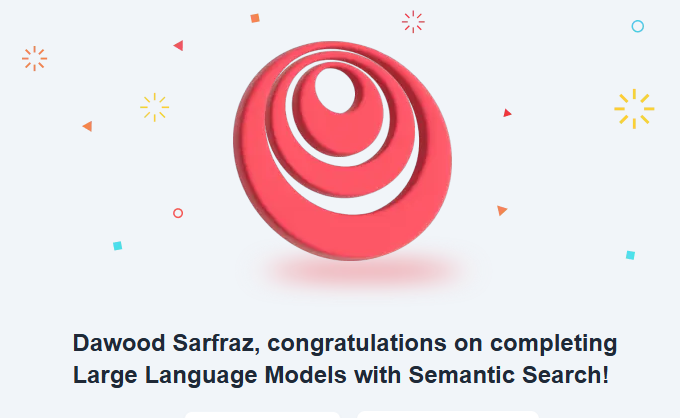 Dawood Sarfraz, congratulations on completing
Large Language Models with Semantic Search!